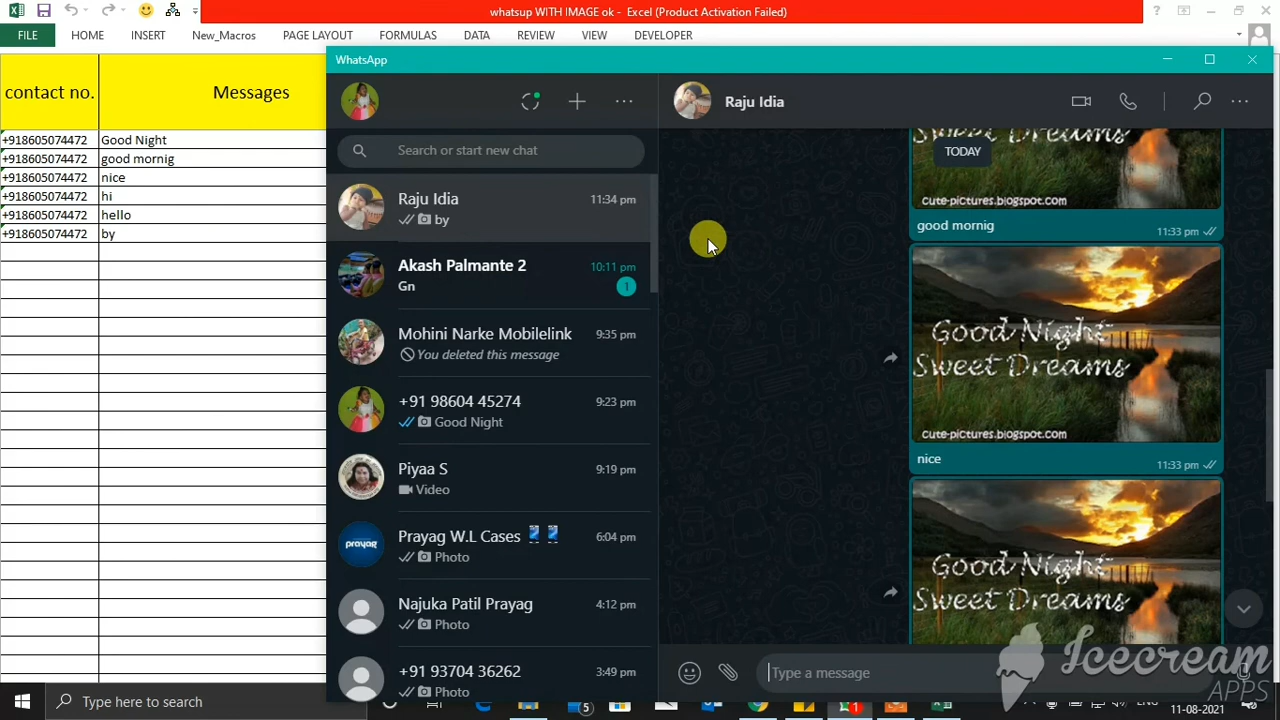 whatsup WITH IMAGE ok - Excel (Product Activation Failed)
FILE HOME INSERT New_Macros PAGE LAYOUT FORMULAS DATA REVIEW VIEW DEVELOPER
contact no. Messages
+918605074472 Good Night
+918605074472 good mornig
+918605074472 nice
+918605074472 hi
+918605074472 hello
+918605074472 by
WhatsApp
Search or start new chat
Raju Idia 11:34 pm
by
Akash Palmante 2 10:11 pm
Gn 1
Mohini Narke Mobilelink 9:35 pm
You deleted this message
+91 98604 45274 9:23 pm
Good Night
Piyaa S 9:19 pm
Video
Prayag W.L Cases 6:04 pm
Photo
prayag
Najuka Patil Prayag 4:12 pm
Photo
+91 93704 36262 3:49 pm
Photo
Raju Idia
Sweet Dreams
TODAY
cute-pictures.blogspot.com
good mornig
11:33 pm
Good Night
Sweet Dreams
cute-pictures.blogspot.com
nice
11:33 pm
Good Night
Sweet Dreams
Type a message
Icecream
APPS
Type here to search
5
1
11-08-2021